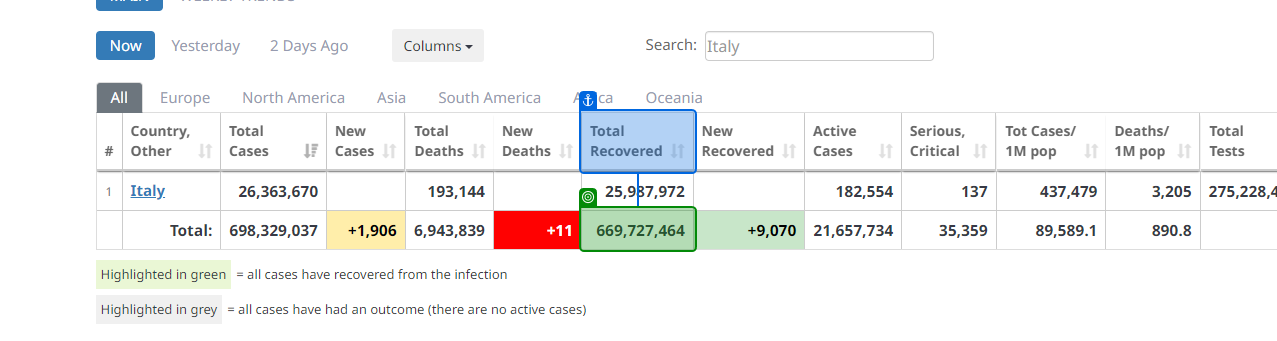 Now Yesterday 2 Days Ago Columns Search: Italy
All Europe North America Asia South America Oceania
# Country, Other Total Cases New Cases Total Deaths New Deaths Total Recovered New Recovered Active Cases Serious, Critical Tot Cases/ 1M pop Deaths/ 1M pop Total Tests
1 Italy 26,363,670 193,144 25,987,972 182,554 137 437,479 3,205 275,228,4
Total: 698,329,037 +1,906 6,943,839 +11 669,727,464 +9,070 21,657,734 35,359 89,589.1 890.8
Highlighted in green = all cases have recovered from the infection
Highlighted in grey = all cases have had an outcome (there are no active cases)